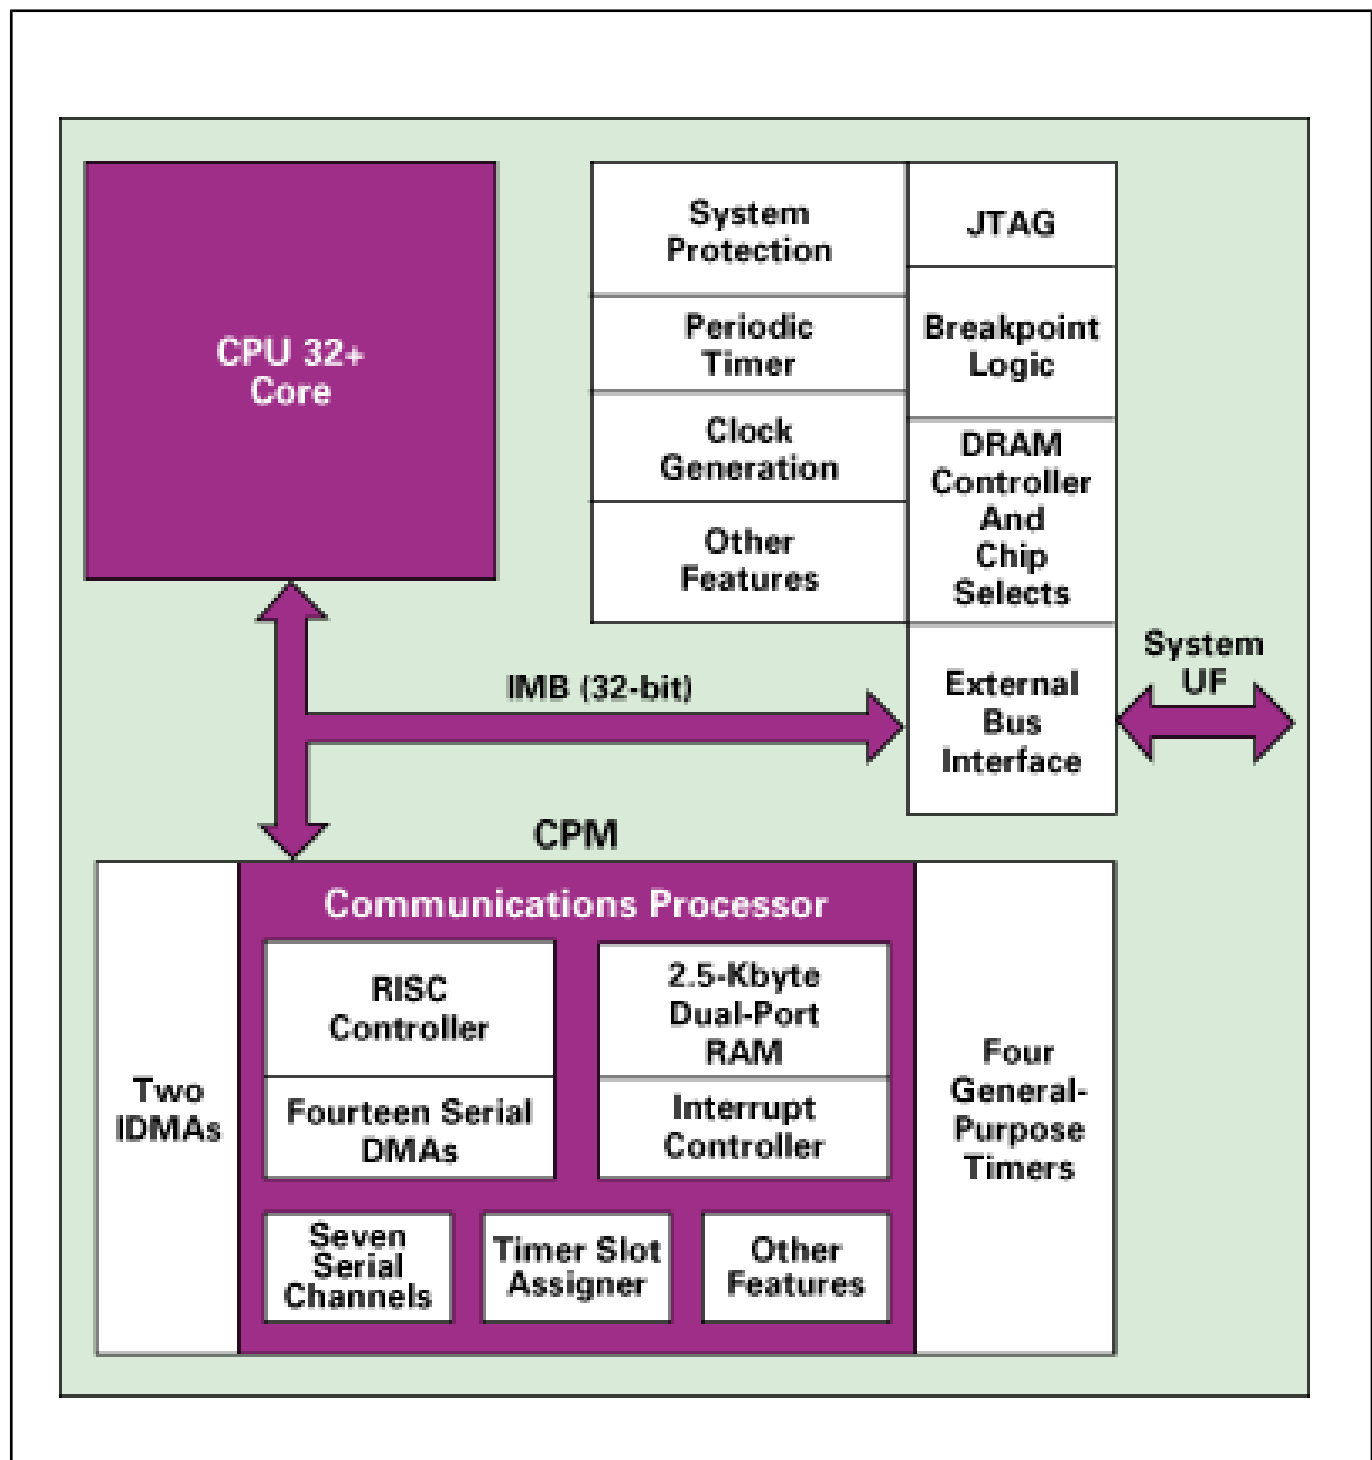 CPU 32+
Core
System
Protection
Periodic
Timer
Clock
Generation
Other
Features
JTAG
Breakpoint
Logic
DRAM
Controller
And
Chip
Selects
External
Bus
Interface
System
UF
IMB (32-bit)
CPM
Two
IDMAs
Communications Processor
RISC
Controller
Fourteen Serial
DMAs
2.5-Kbyte
Dual-Port
RAM
Interrupt
Controller
Seven
Serial
Channels
Timer Slot
Assigner
Other
Features
Four
General-
Purpose
Timers